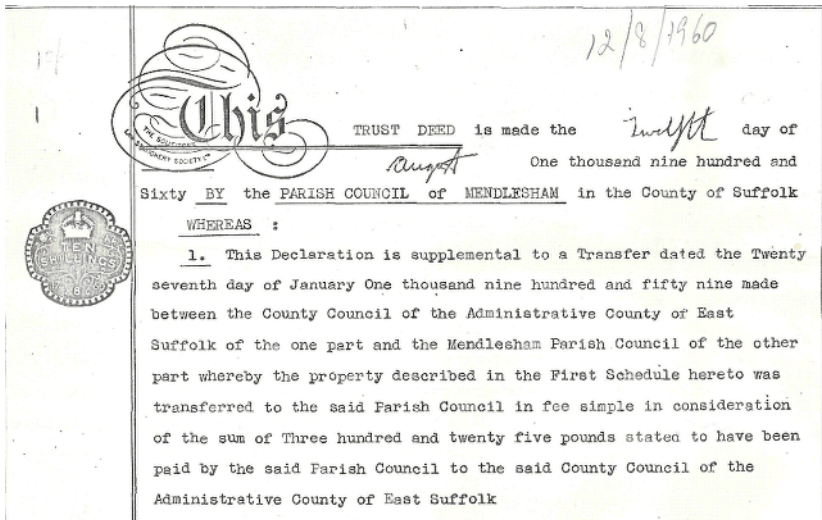 12/8/1960
This TRUST DEED is made the Twelfth day of
THE SOLICITORS
LAW STATIONERY SOCIETY LTD
August One thousand nine hundred and
Sixty BY the PARISH COUNCIL of MENDLESHAM in the County of Suffolk
WHEREAS :
TEN
SHILLINGS
1. This Declaration is supplemental to a Transfer dated the Twenty
seventh day of January One thousand nine hundred and fifty nine made
between the County Council of the Administrative County of East
Suffolk of the one part and the Mendlesham Parish Council of the other
part whereby the property described in the First Schedule hereto was
transferred to the said Parish Council in fee simple in consideration
of the sum of Three hundred and twenty five pounds stated to have been
paid by the said Parish Council to the said County Council of the
Administrative County of East Suffolk